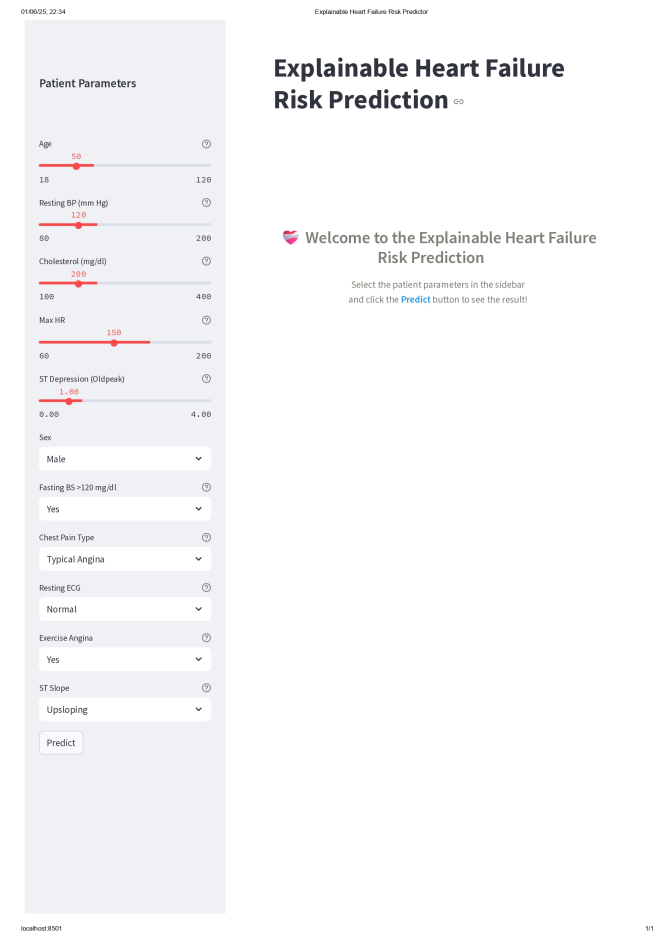 01/06/25, 22:34
Explainable Heart Failure Risk Predictor
Patient Parameters
Age
50
18 120
Resting BP (mm Hg)
120
80 200
Cholesterol (mg/dl)
200
100 400
Max HR
150
60 200
ST Depression (Oldpeak)
1.00
0.00 4.00
Sex
Male
Fasting BS >120 mg/dl
Yes
Chest Pain Type
Typical Angina
Resting ECG
Normal
Exercise Angina
Yes
ST Slope
Upsloping
Predict
Explainable Heart Failure
Risk Prediction
Welcome to the Explainable Heart Failure
Risk Prediction
Select the patient parameters in the sidebar
and click the Predict button to see the result!
localhost:8501
1/1